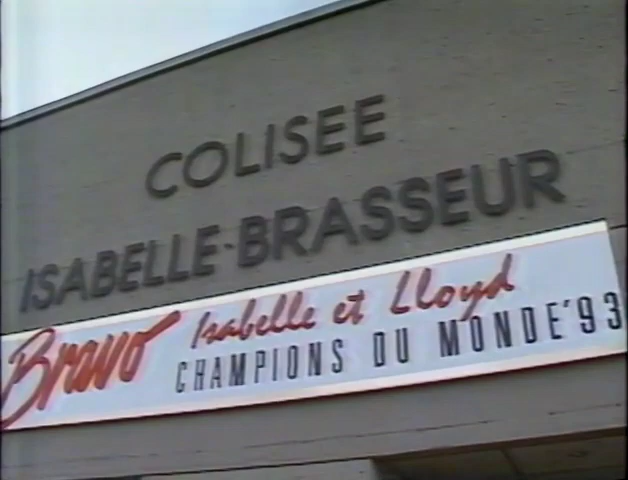 COLISEE
ISABELLE-BRASSEUR
Bravo Isabelle et Lloyd
CHAMPIONS DU MONDE'93